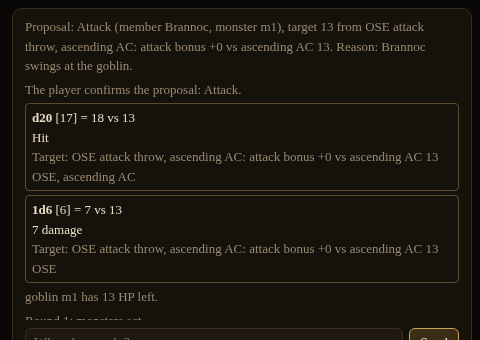 Proposal: Attack (member Brannoc, monster m1), target 13 from OSE attack
throw, ascending AC: attack bonus +0 vs ascending AC 13. Reason: Brannoc
swings at the goblin.
The player confirms the proposal: Attack.
d20 [17] = 18 vs 13
Hit
Target: OSE attack throw, ascending AC: attack bonus +0 vs ascending AC 13
OSE, ascending AC
1d6 [6] = 7 vs 13
7 damage
Target: OSE attack throw, ascending AC: attack bonus +0 vs ascending AC 13
OSE
goblin m1 has 13 HP left.
Round 1: monsters act